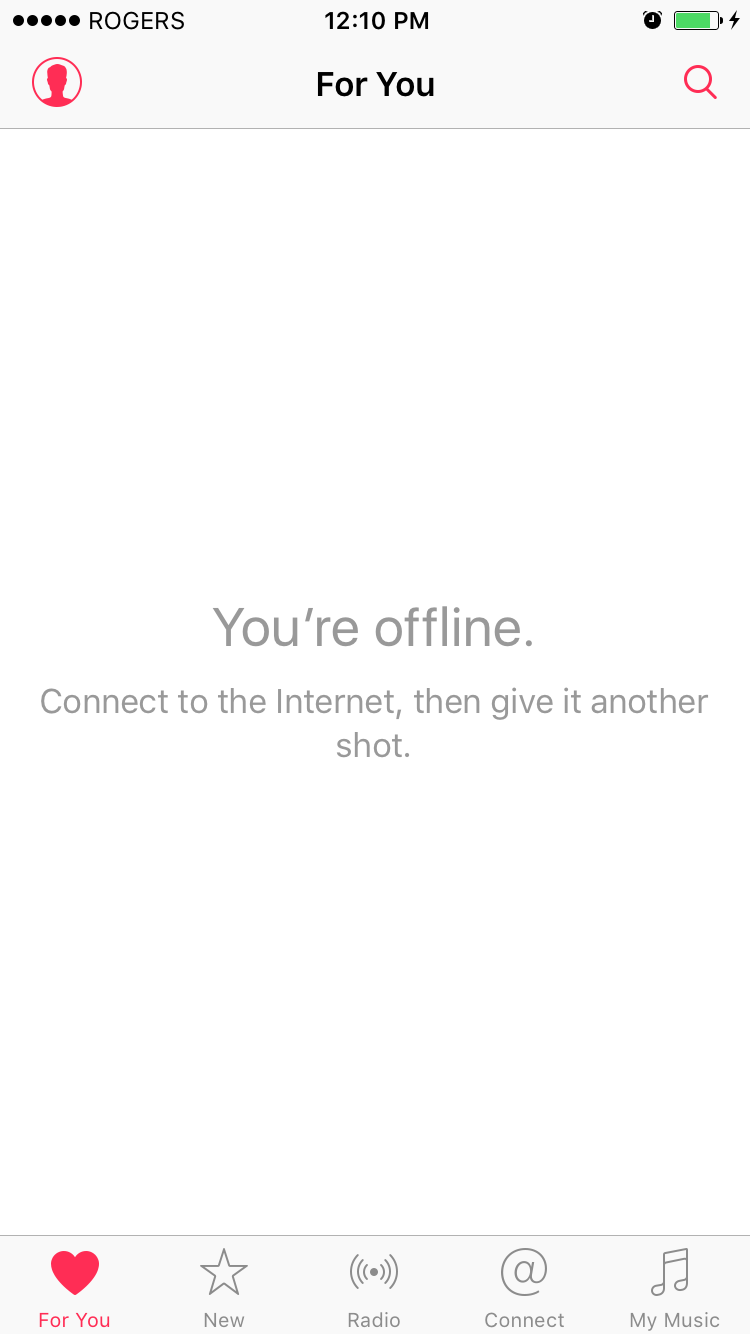 ROGERS 12:10 PM
For You
You’re offline.
Connect to the Internet, then give it another
shot.
For You New Radio Connect My Music